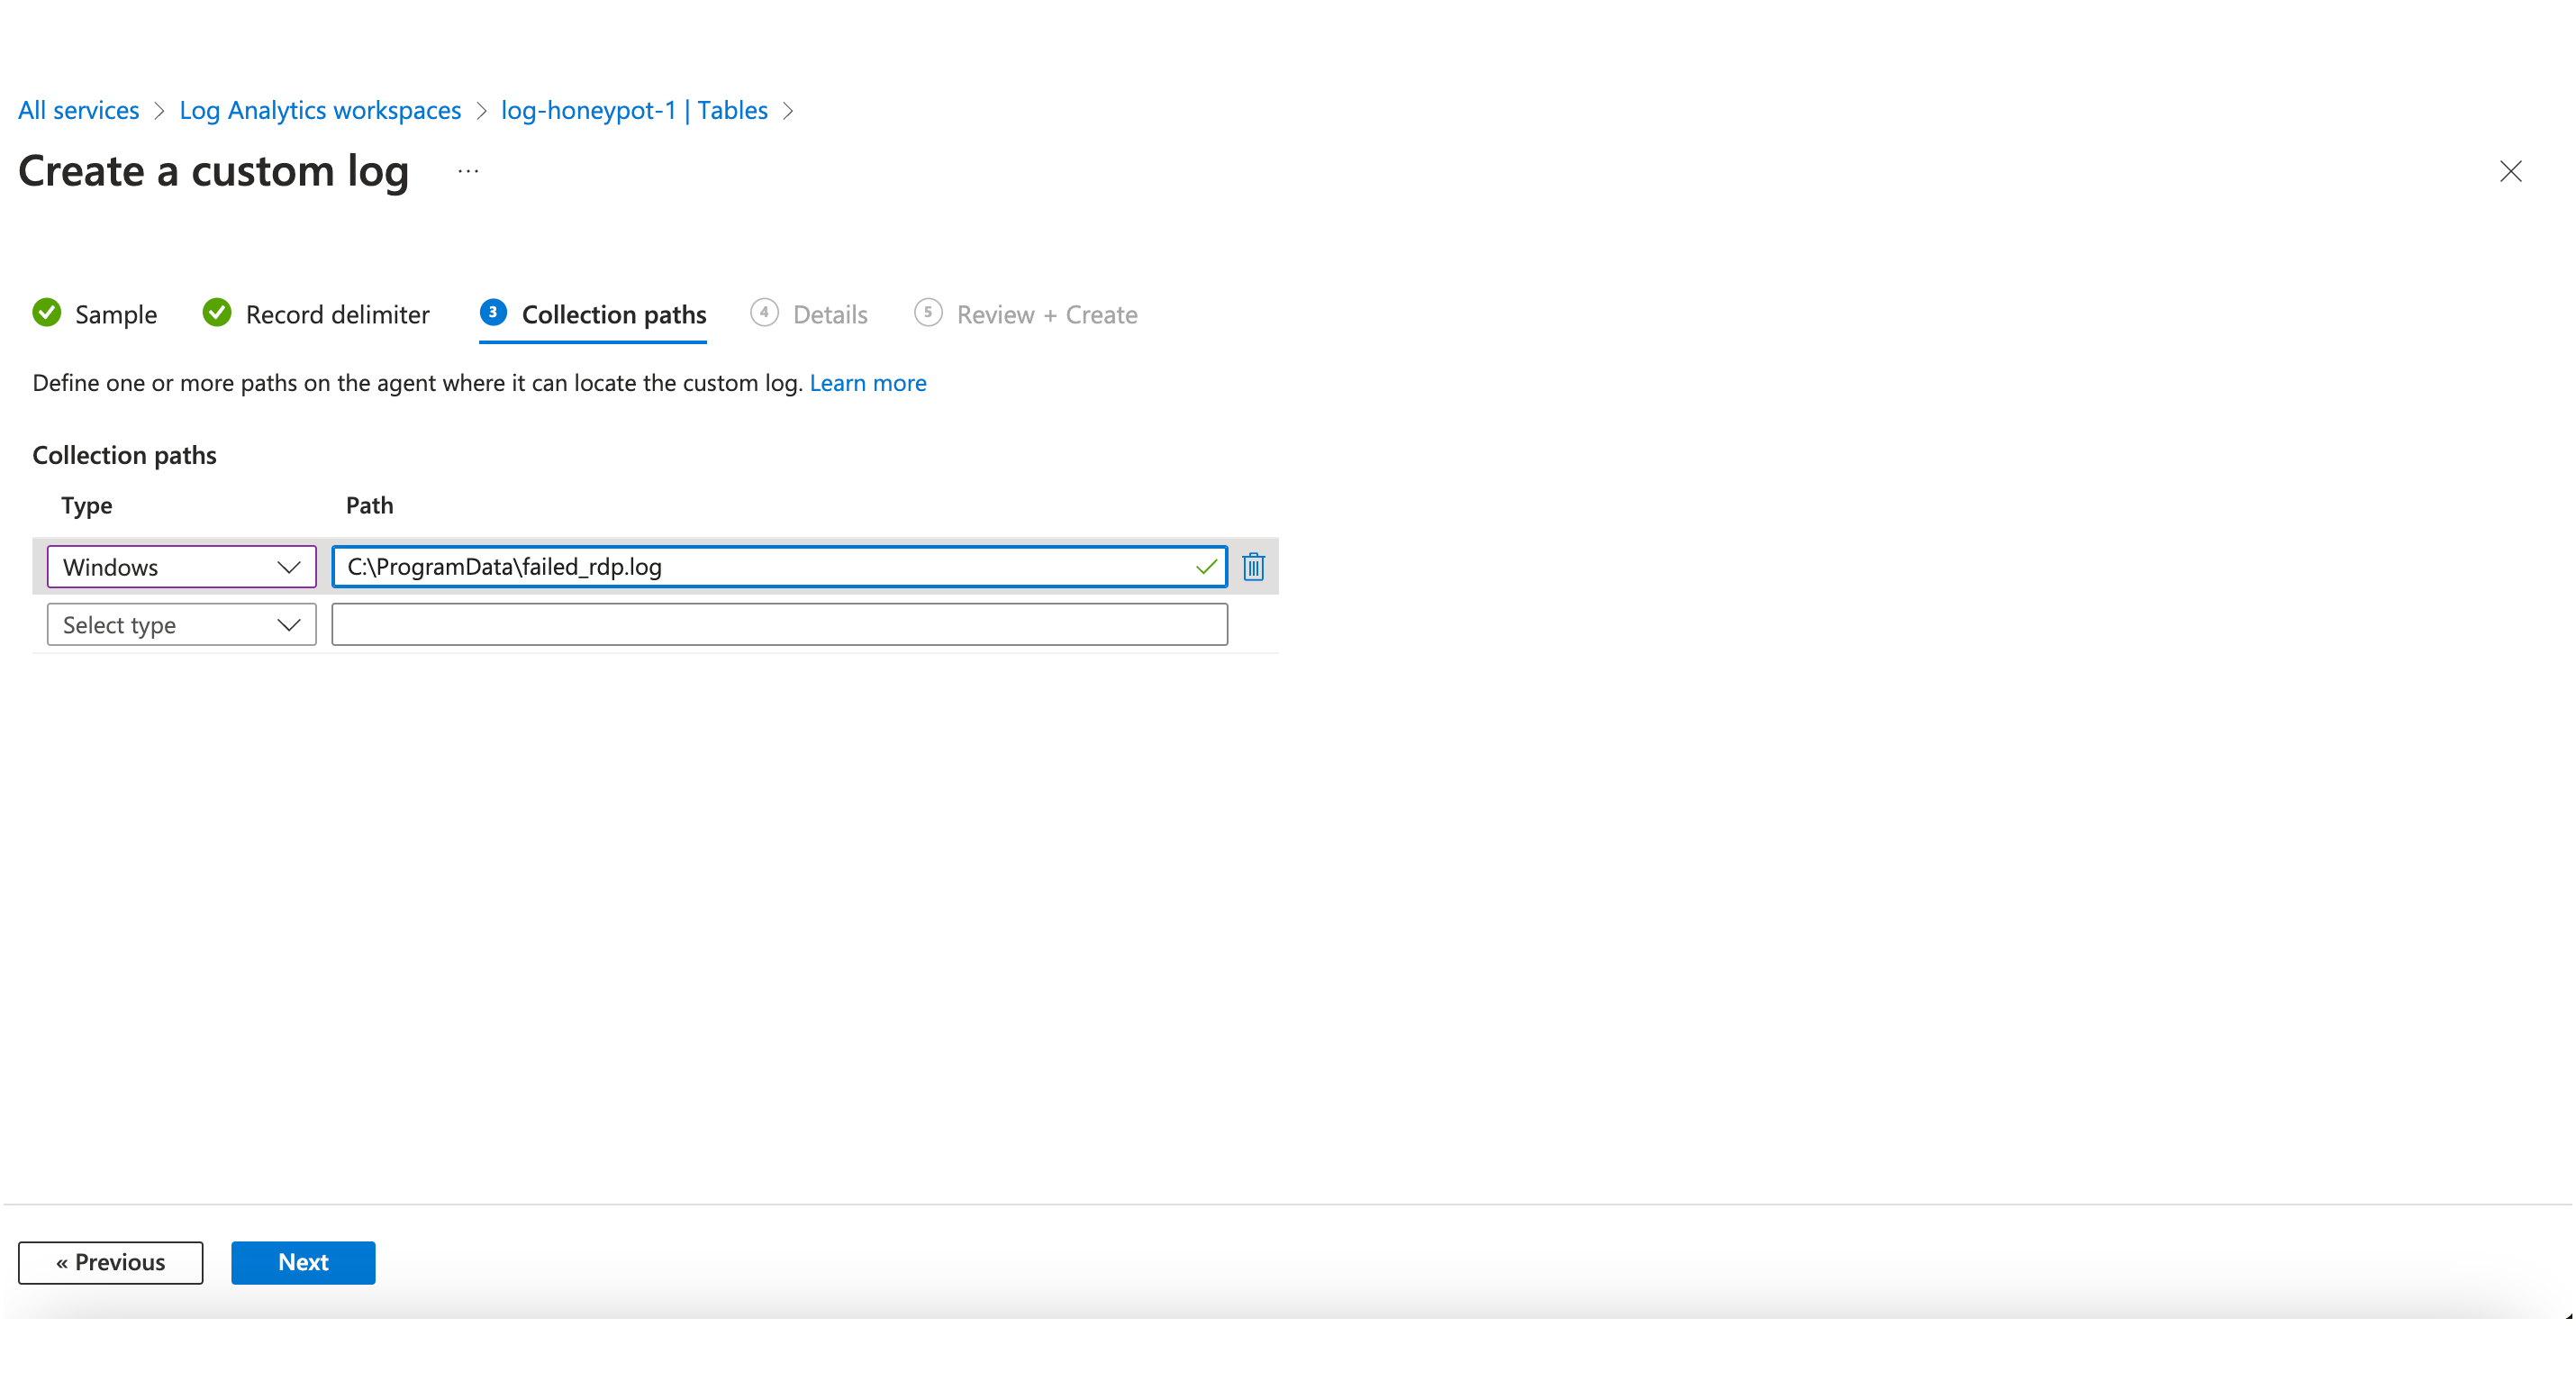 All services > Log Analytics workspaces > log-honeypot-1 | Tables >
Create a custom log ...
Sample Record delimiter 3 Collection paths 4 Details 5 Review + Create
Define one or more paths on the agent where it can locate the custom log. Learn more
Collection paths
Type Path
Windows C:\ProgramData\failed_rdp.log
Select type
« Previous Next